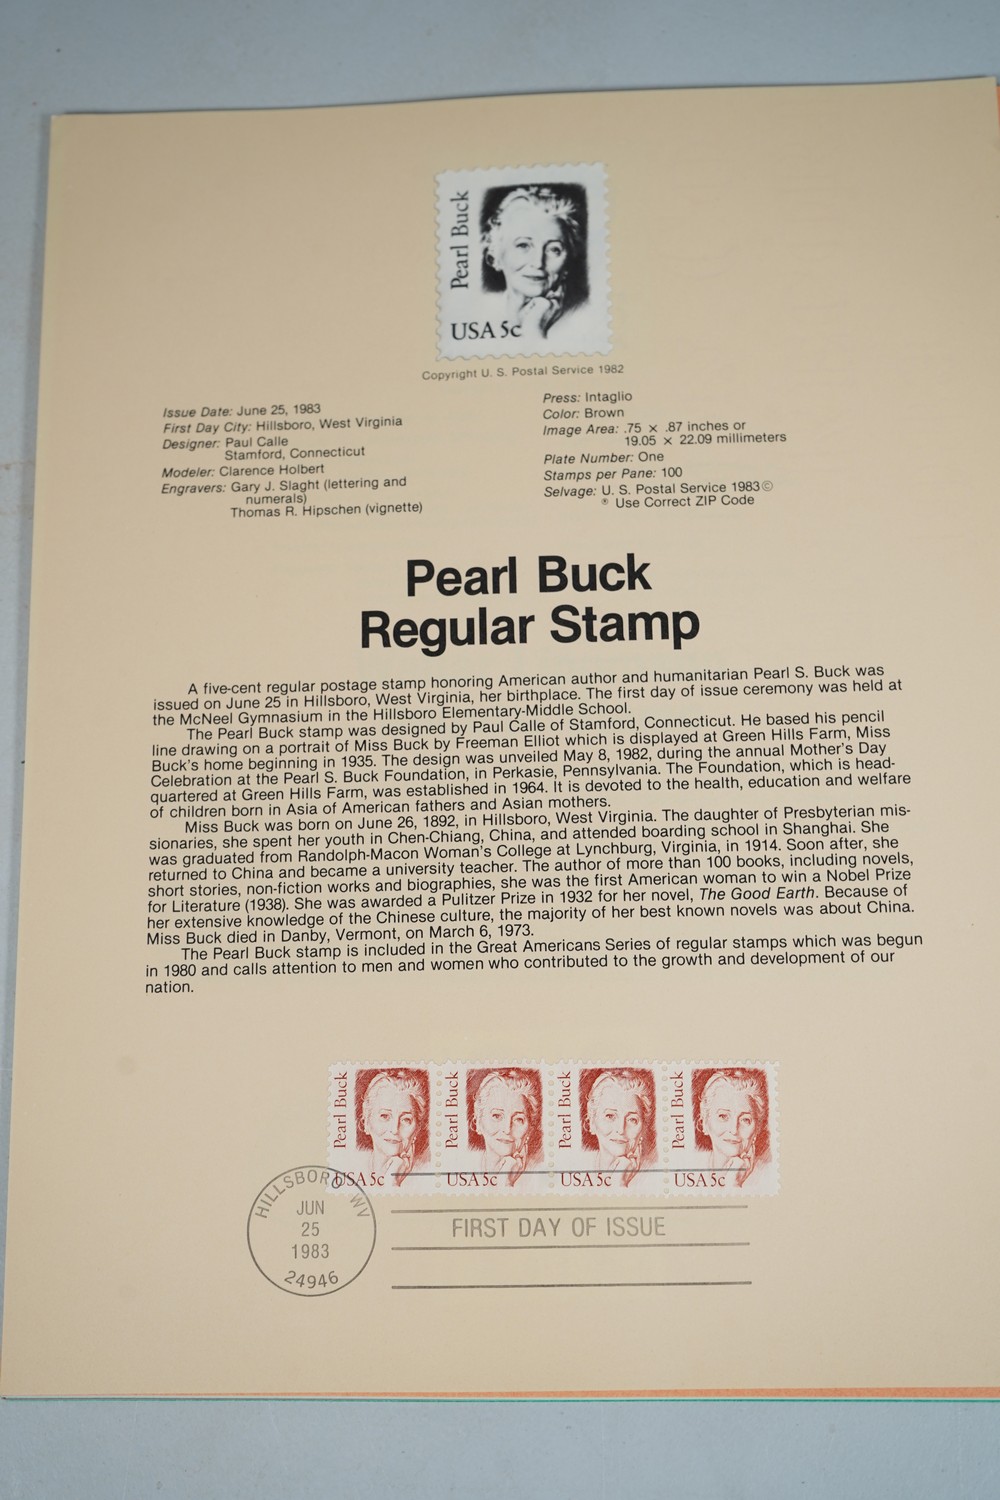 Pearl Buck
USA 5c
Copyright U. S. Postal Service 1982
Issue Date: June 25, 1983
First Day City: Hillsboro, West Virginia
Designer: Paul Calle
Stamford, Connecticut
Modeler: Clarence Holbert
Engravers: Gary J. Slaght (lettering and
numerals)
Thomas R. Hipschen (vignette)
Press: Intaglio
Color: Brown
Image Area: .75 × .87 inches or
19.05 × 22.09 millimeters
Plate Number: One
Stamps per Pane: 100
Selvage: U. S. Postal Service 1983©
® Use Correct ZIP Code
Pearl Buck
Regular Stamp
A five-cent regular postage stamp honoring American author and humanitarian Pearl S. Buck was
issued on June 25 in Hillsboro, West Virginia, her birthplace. The first day of issue ceremony was held at
the McNeel Gymnasium in the Hillsboro Elementary-Middle School.
The Pearl Buck stamp was designed by Paul Calle of Stamford, Connecticut. He based his pencil
line drawing on a portrait of Miss Buck by Freeman Elliot which is displayed at Green Hills Farm, Miss
Buck's home beginning in 1935. The design was unveiled May 8, 1982, during the annual Mother's Day
Celebration at the Pearl S. Buck Foundation, in Perkasie, Pennsylvania. The Foundation, which is head-
quartered at Green Hills Farm, was established in 1964. It is devoted to the health, education and welfare
of children born in Asia of American fathers and Asian mothers.
Miss Buck was born on June 26, 1892, in Hillsboro, West Virginia. The daughter of Presbyterian mis-
sionaries, she spent her youth in Chen-Chiang, China, and attended boarding school in Shanghai. She
was graduated from Randolph-Macon Woman's College at Lynchburg, Virginia, in 1914. Soon after, she
returned to China and became a university teacher. The author of more than 100 books, including novels,
short stories, non-fiction works and biographies, she was the first American woman to win a Nobel Prize
for Literature (1938). She was awarded a Pulitzer Prize in 1932 for her novel, The Good Earth. Because of
her extensive knowledge of the Chinese culture, the majority of her best known novels was about China.
Miss Buck died in Danby, Vermont, on March 6, 1973.
The Pearl Buck stamp is included in the Great Americans Series of regular stamps which was begun
in 1980 and calls attention to men and women who contributed to the growth and development of our
nation.
Pearl Buck
USA 5c
Pearl Buck
USA 5c
Pearl Buck
USA 5c
Pearl Buck
USA 5c
HILLSBORO WV
JUN
25
1983
24946
FIRST DAY OF ISSUE